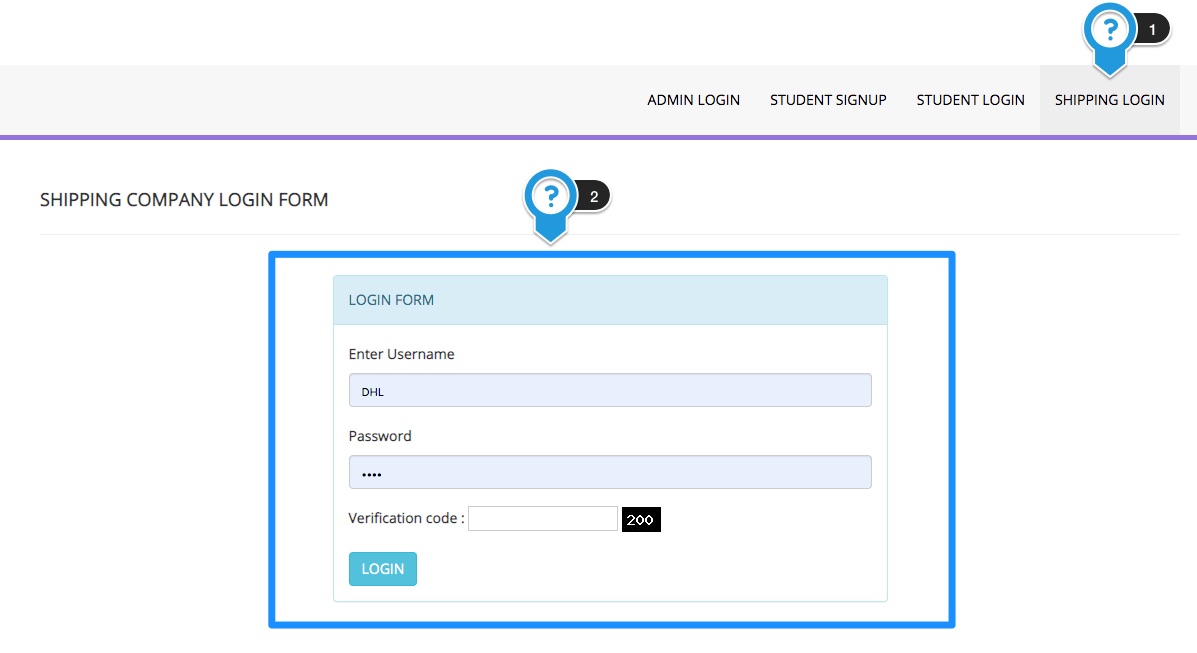 ? 1
ADMIN LOGIN STUDENT SIGNUP STUDENT LOGIN SHIPPING LOGIN
SHIPPING COMPANY LOGIN FORM
? 2
LOGIN FORM
Enter Username
DHL
Password
••••
Verification code : 200
LOGIN